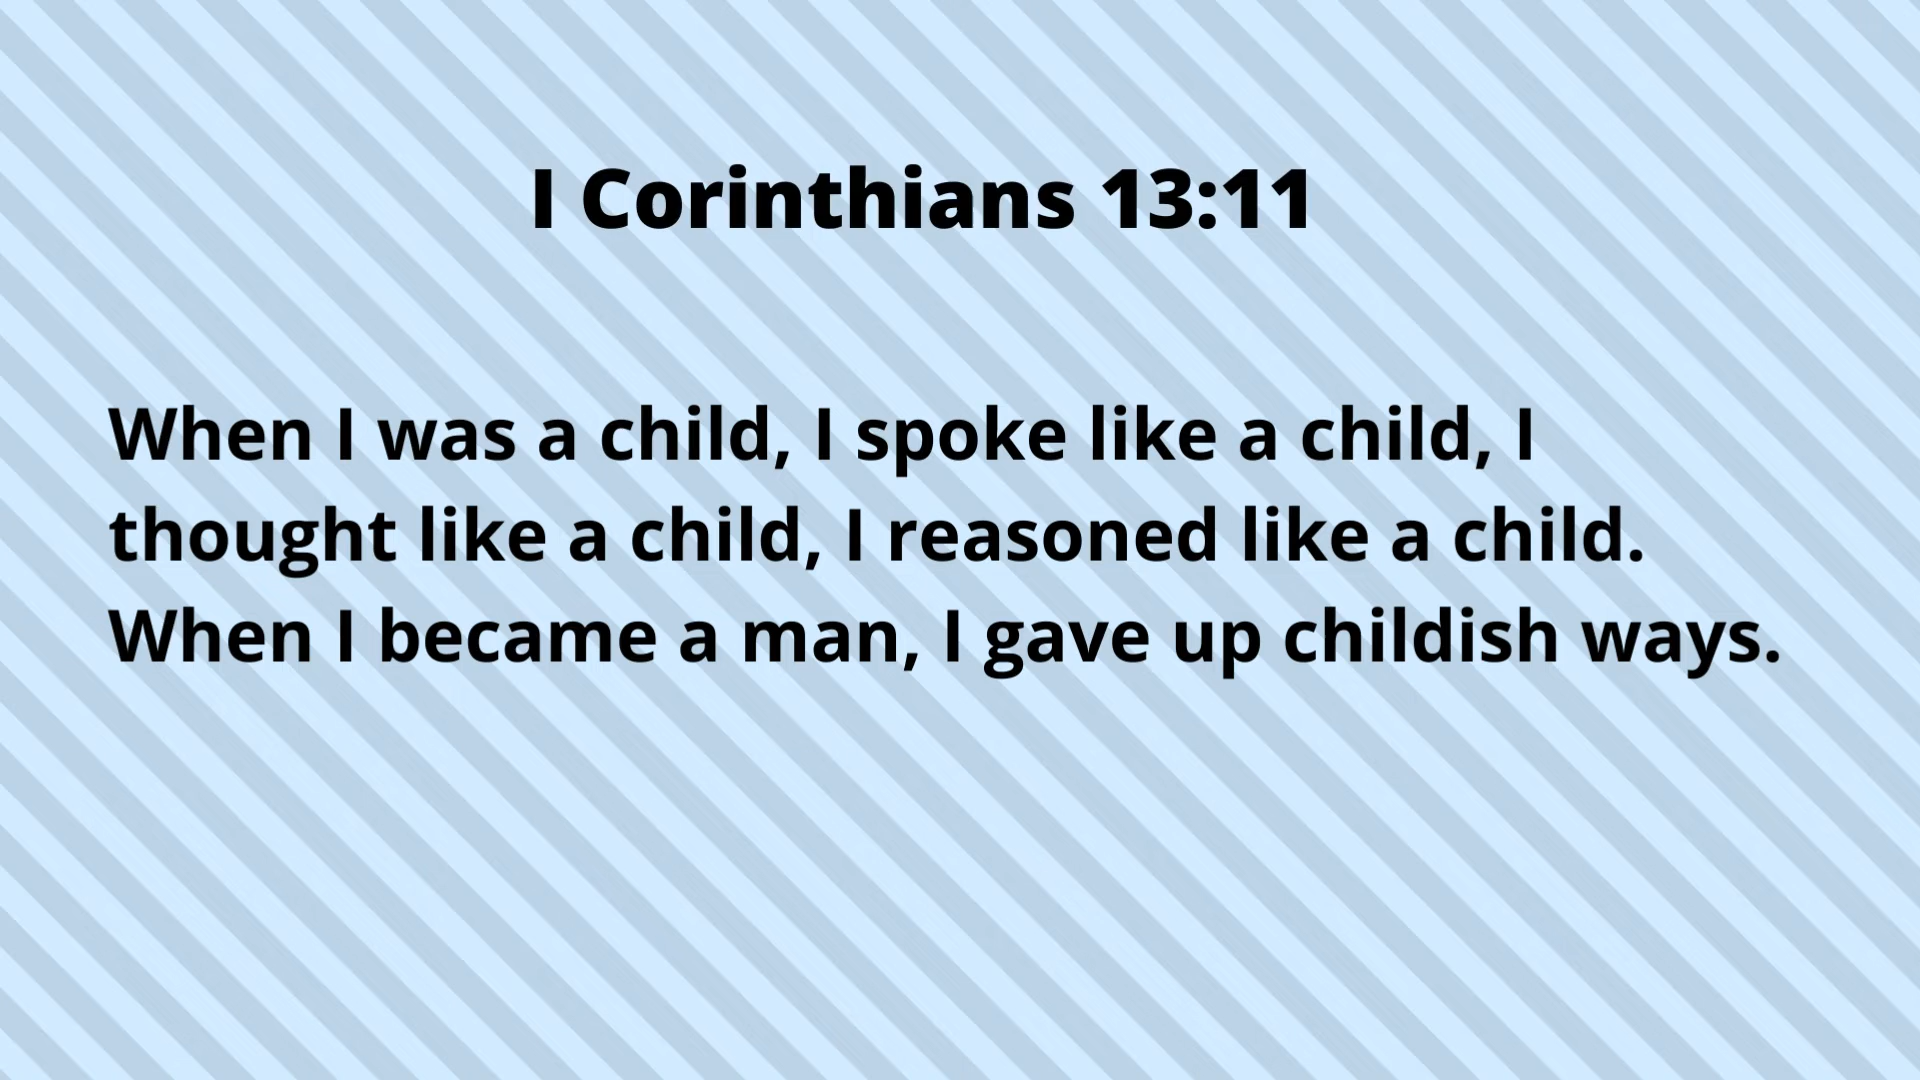 I Corinthians 13:11
When I was a child, I spoke like a child, I
thought like a child, I reasoned like a child.
When I became a man, I gave up childish ways.